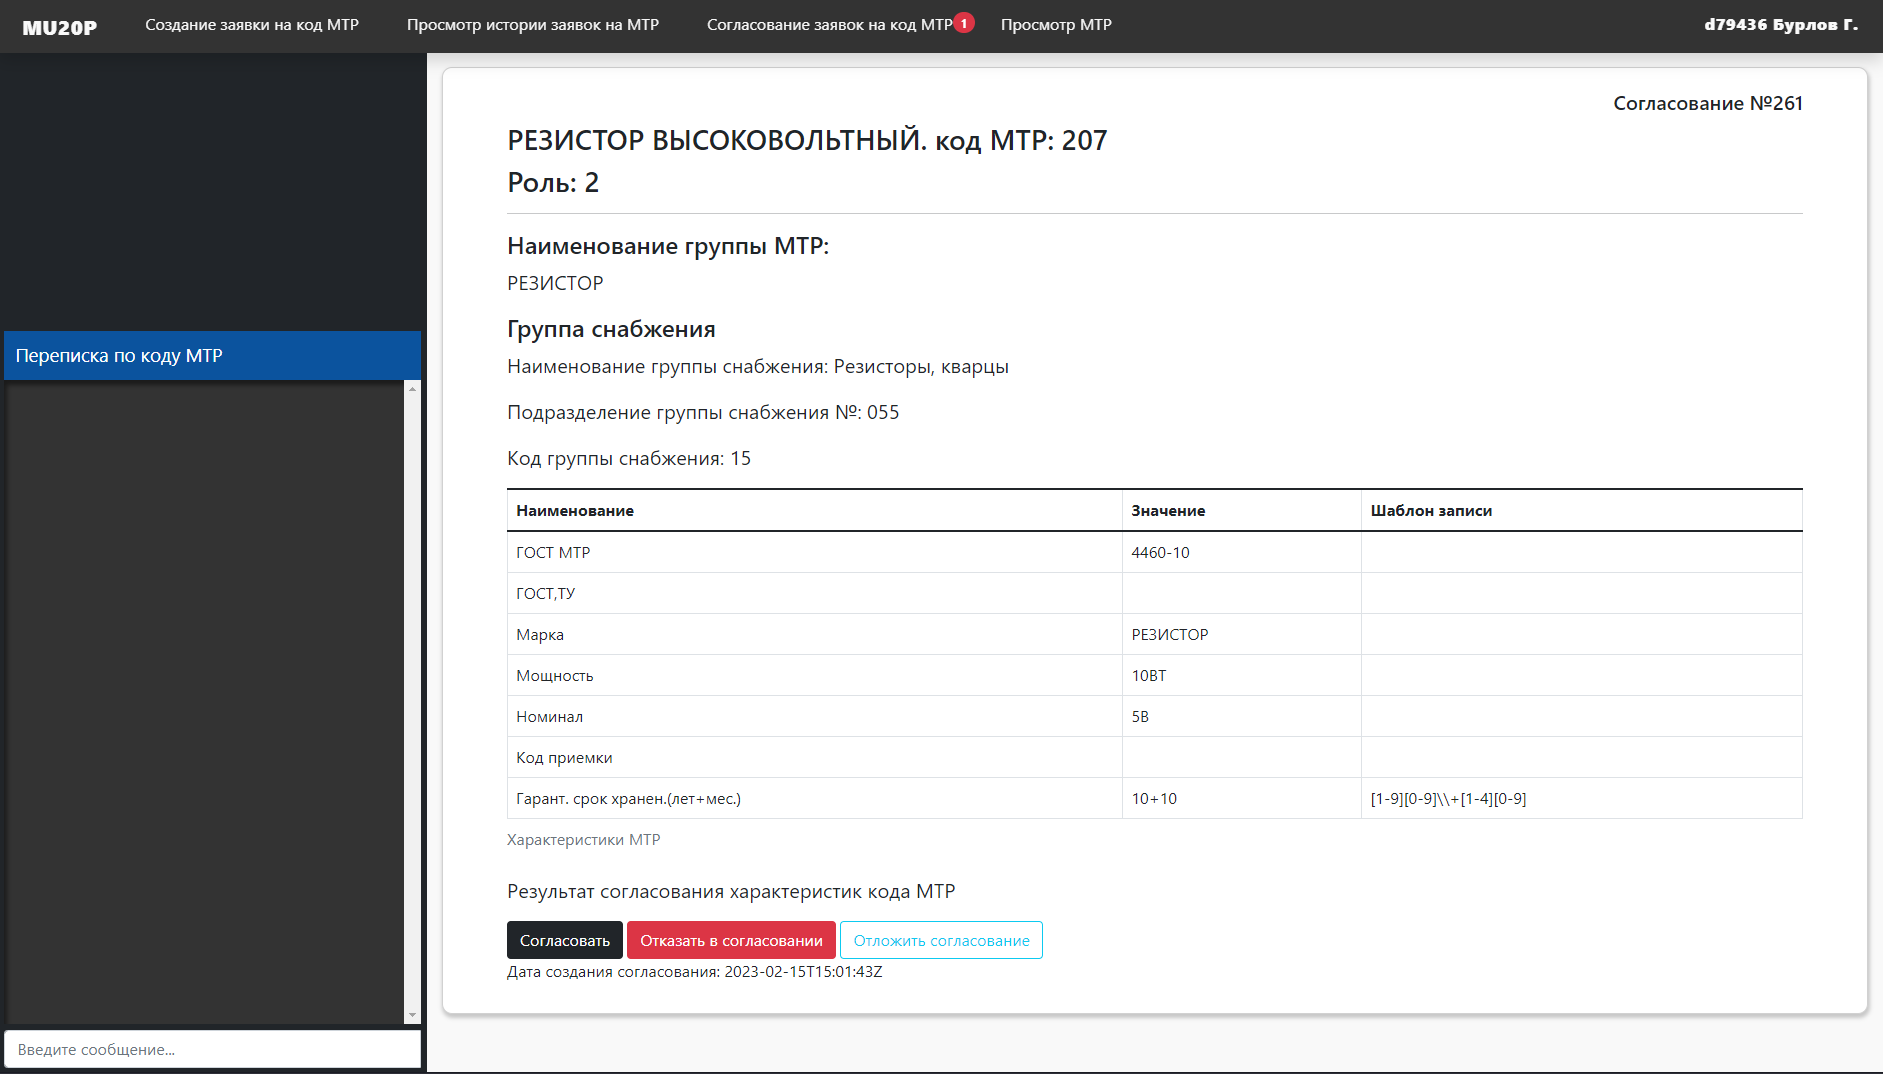 MU20P
Создание заявки на код МТР
Просмотр истории заявок на МТР
Согласование заявок на код МТР 1
Просмотр МТР
d79436 Бурлов Г.
Переписка по коду МТР
Введите сообщение...
Согласование №261
РЕЗИСТОР ВЫСОКОВОЛЬТНЫЙ. код МТР: 207
Роль: 2
Наименование группы МТР:
РЕЗИСТОР
Группа снабжения
Наименование группы снабжения: Резисторы, кварцы
Подразделение группы снабжения №: 055
Код группы снабжения: 15
Наименование Значение Шаблон записи
ГОСТ МТР 4460-10
ГОСТ,ТУ
Марка РЕЗИСТОР
Мощность 10ВТ
Номинал 5В
Код приемки
Гарант. срок хранен.(лет+мес.) 10+10 [1-9][0-9]\\+[1-4][0-9]
Характеристики МТР
Результат согласования характеристик кода МТР
Согласовать Отказать в согласовании Отложить согласование
Дата создания согласования: 2023-02-15T15:01:43Z